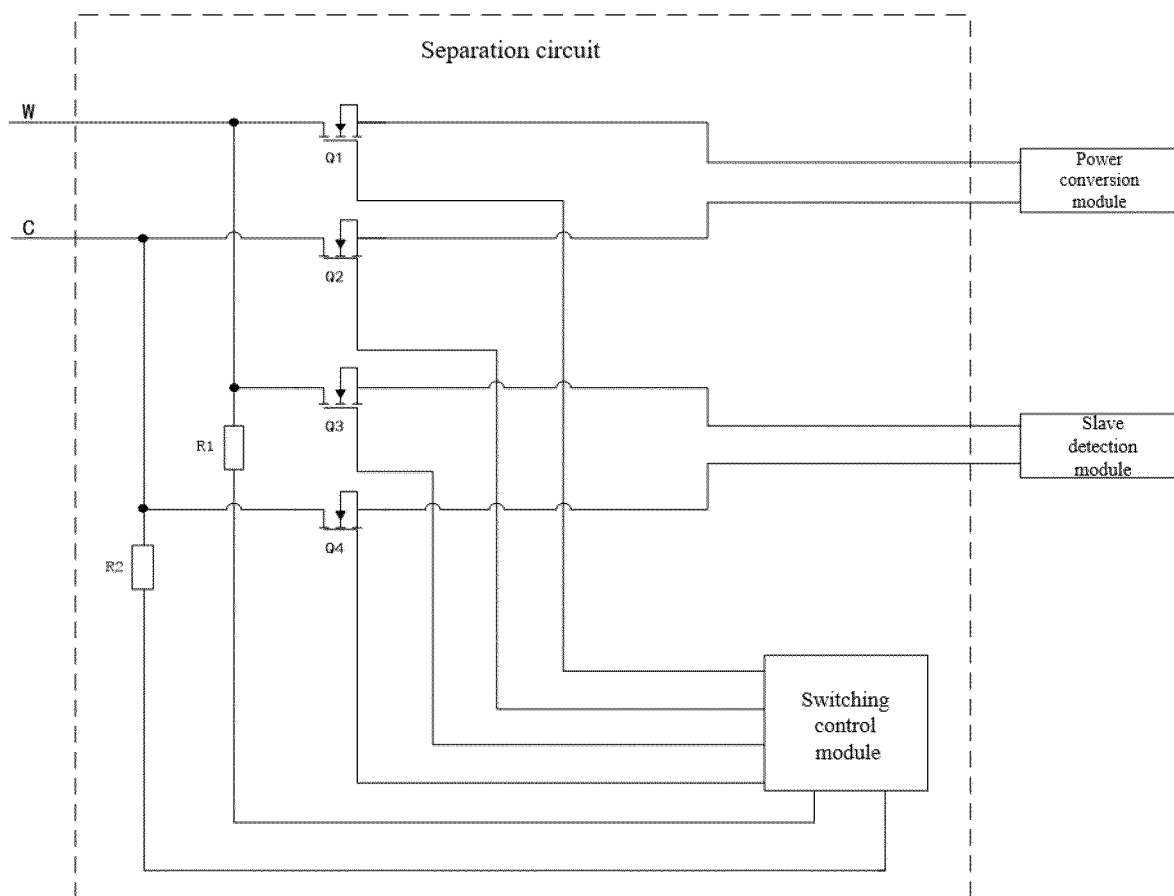 Separation circuit
W
Q1
Power
conversion
module
C
Q2
Q3
Slave
detection
module
R1
Q4
R2
Switching
control
module